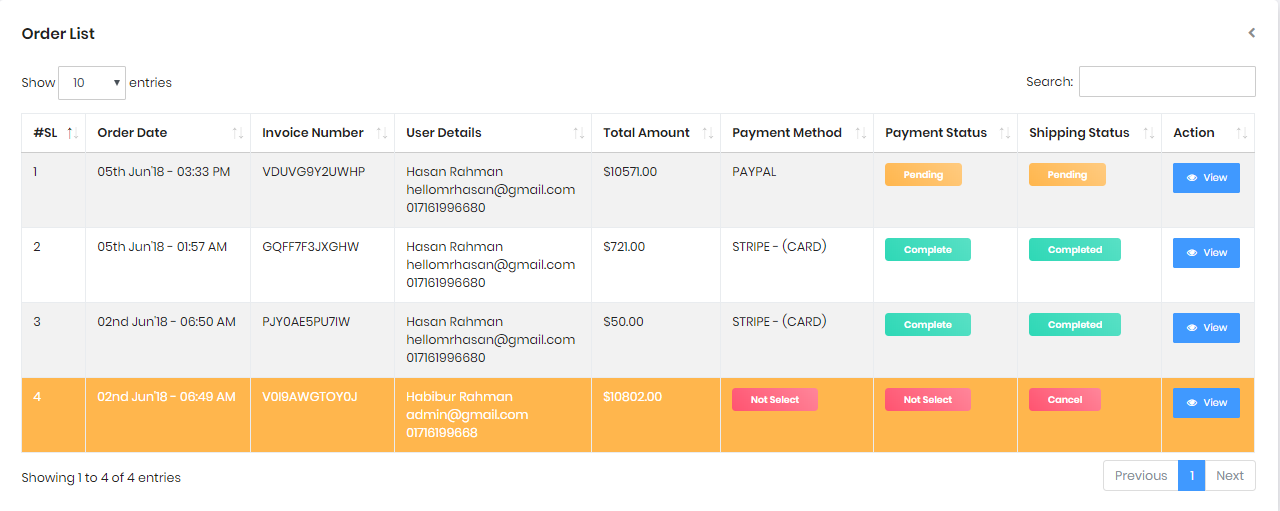 Order List
Show 10 entries Search:
#SL Order Date Invoice Number User Details Total Amount Payment Method Payment Status Shipping Status Action
1 05th Jun'18 - 03:33 PM VDUVG9Y2UWHP Hasan Rahman $10571.00 PAYPAL Pending Pending View
hellomrhasan@gmail.com
017161996680
2 05th Jun'18 - 01:57 AM GQFF7F3JXGHW Hasan Rahman $721.00 STRIPE - (CARD) Complete Completed View
hellomrhasan@gmail.com
017161996680
3 02nd Jun'18 - 06:50 AM PJY0AE5PU7IW Hasan Rahman $50.00 STRIPE - (CARD) Complete Completed View
hellomrhasan@gmail.com
017161996680
4 02nd Jun'18 - 06:49 AM V0I9AWGTOY0J Habibur Rahman $10802.00 Not Select Not Select Cancel View
admin@gmail.com
01716199668
Showing 1 to 4 of 4 entries Previous 1 Next